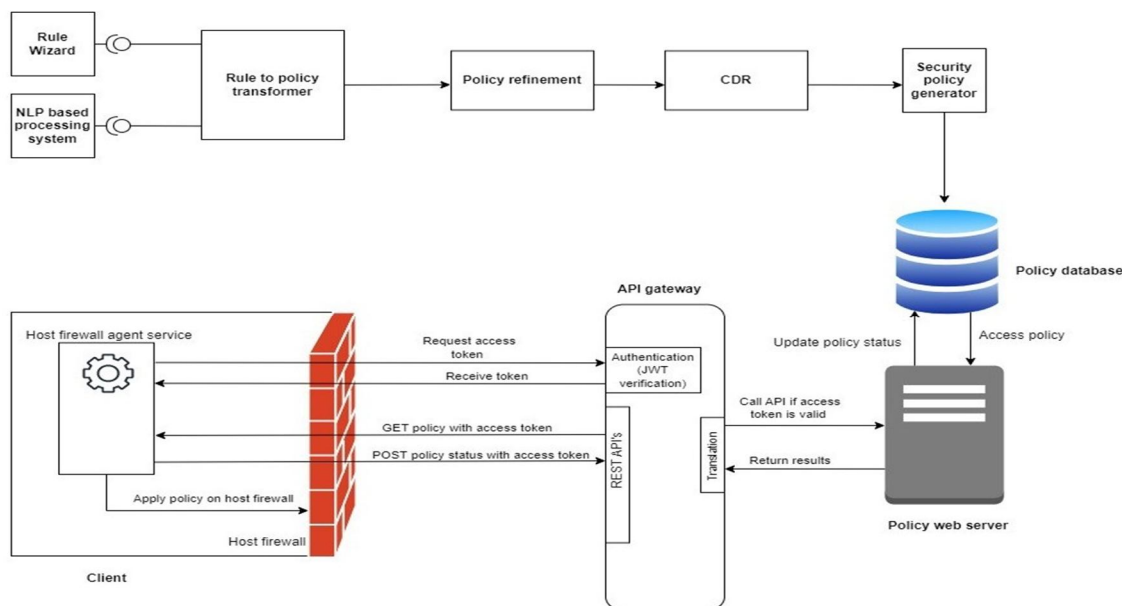 Rule
Wizard
NLP based
processing
system
Rule to policy
transformer
Policy refinement
CDR
Security
policy
generator
Policy database
API gateway
Host firewall agent service
Request access
token
Authentication
(JWT
verification)
Receive token
Update policy status
Access policy
Call API if access
token is valid
GET policy with access token
REST API's
Translation
POST policy status with access token
Return results
Apply policy on host firewall
Policy web server
Host firewall
Client